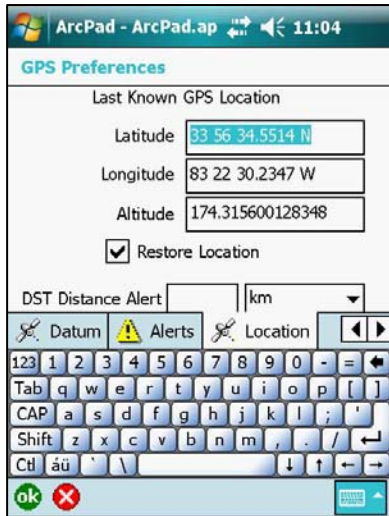 ArcPad - ArcPad.ap 11:04
GPS Preferences
Last Known GPS Location
Latitude 33 56 34.5514 N
Longitude 83 22 30.2347 W
Altitude 174.315600128348
Restore Location
DST Distance Alert km
Datum Alerts Location
123 1 2 3 4 5 6 7 8 9 0 - =
Tab q w e r t y u i o p [ ]
CAP a s d f g h j k l ; '
Shift z x c v b n m , . /
Ctl áü ` \
ok